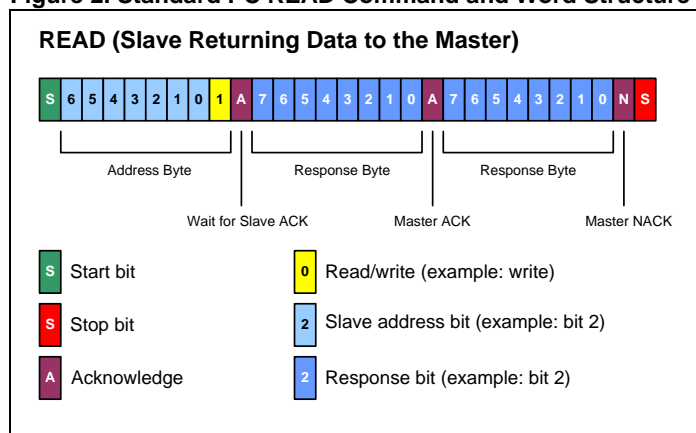 Figure 2. Standard I²C READ Command and Word Structure
READ (Slave Returning Data to the Master)
S 6 5 4 3 2 1 0 1 A 7 6 5 4 3 2 1 0 A 7 6 5 4 3 2 1 0 N S
Address Byte Response Byte Response Byte
Wait for Slave ACK Master ACK Master NACK
S Start bit 0 Read/write (example: write)
S Stop bit 2 Slave address bit (example: bit 2)
A Acknowledge 2 Response bit (example: bit 2)